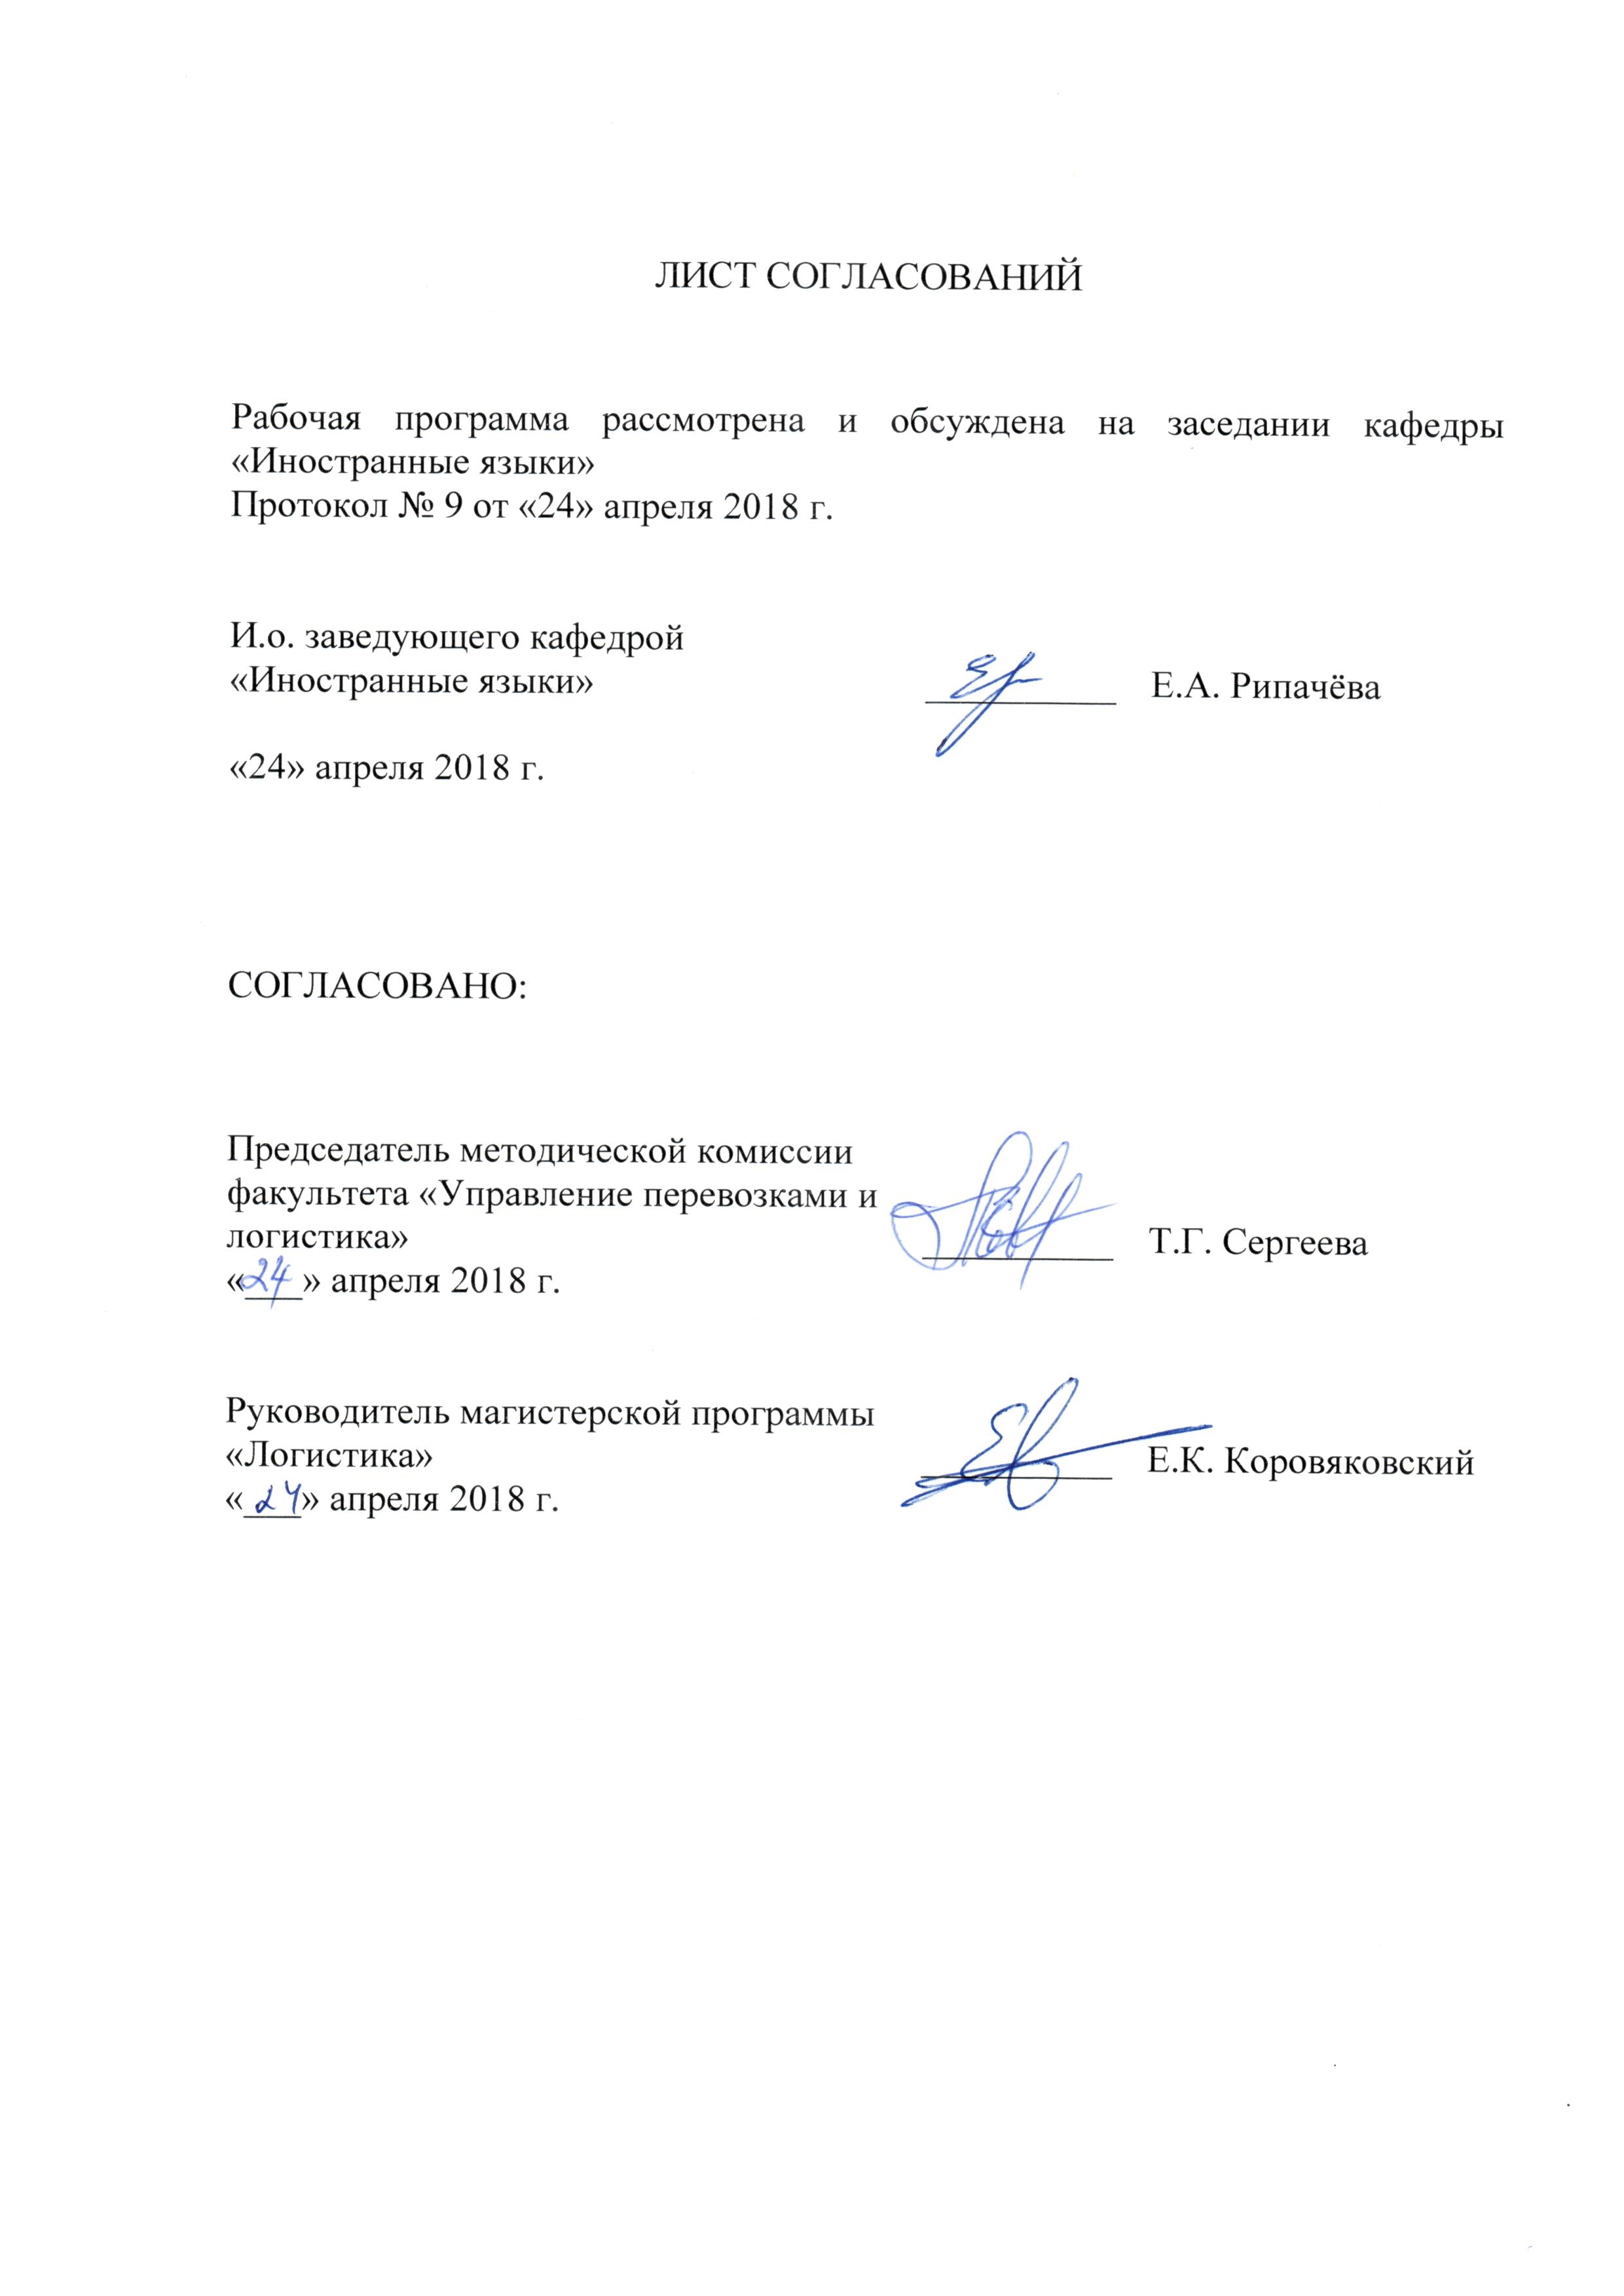 ЛИСТ СОГЛАСОВАНИЙ
Рабочая программа рассмотрена и обсуждена на заседании кафедры
«Иностранные языки»
Протокол № 9 от «24» апреля 2018 г.
И.о. заведующего кафедрой
«Иностранные языки» Е.А. Рипачёва
«24» апреля 2018 г.
СОГЛАСОВАНО:
Председатель методической комиссии
факультета «Управление перевозками и
логистика» Т.Г. Сергеева
«24» апреля 2018 г.
Руководитель магистерской программы
«Логистика» Е.К. Коровяковский
«24» апреля 2018 г.